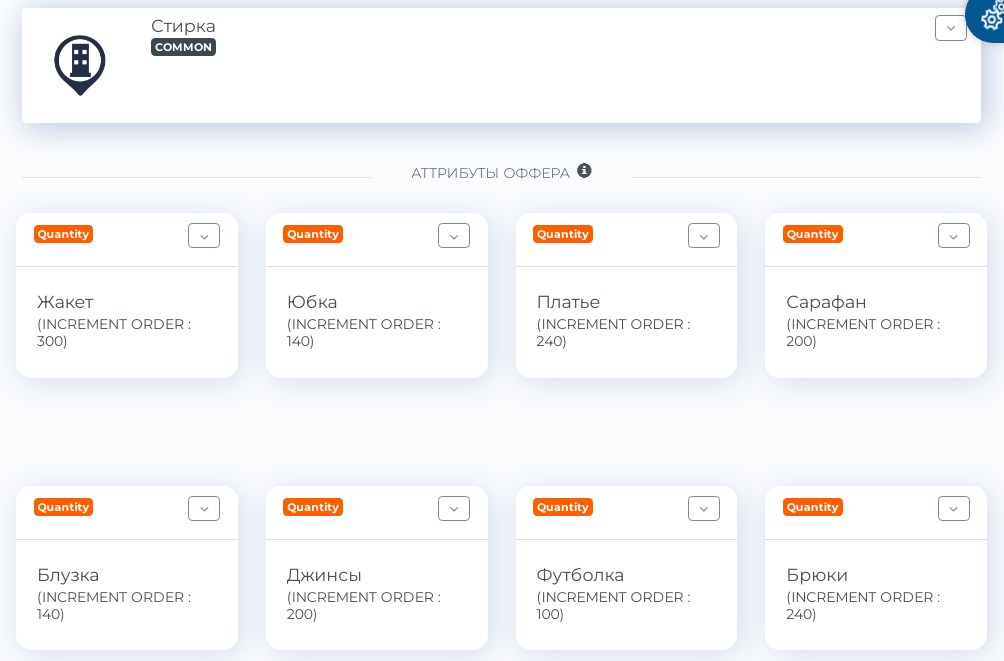 Стирка
COMMON
АТТРИБУТЫ ОФФЕРА
Quantity
Quantity
Quantity
Quantity
Жакет
(INCREMENT ORDER :
300)
Юбка
(INCREMENT ORDER :
140)
Платье
(INCREMENT ORDER :
240)
Сарафан
(INCREMENT ORDER :
200)
Quantity
Quantity
Quantity
Quantity
Блузка
(INCREMENT ORDER :
140)
Джинсы
(INCREMENT ORDER :
200)
Футболка
(INCREMENT ORDER :
100)
Брюки
(INCREMENT ORDER :
240)